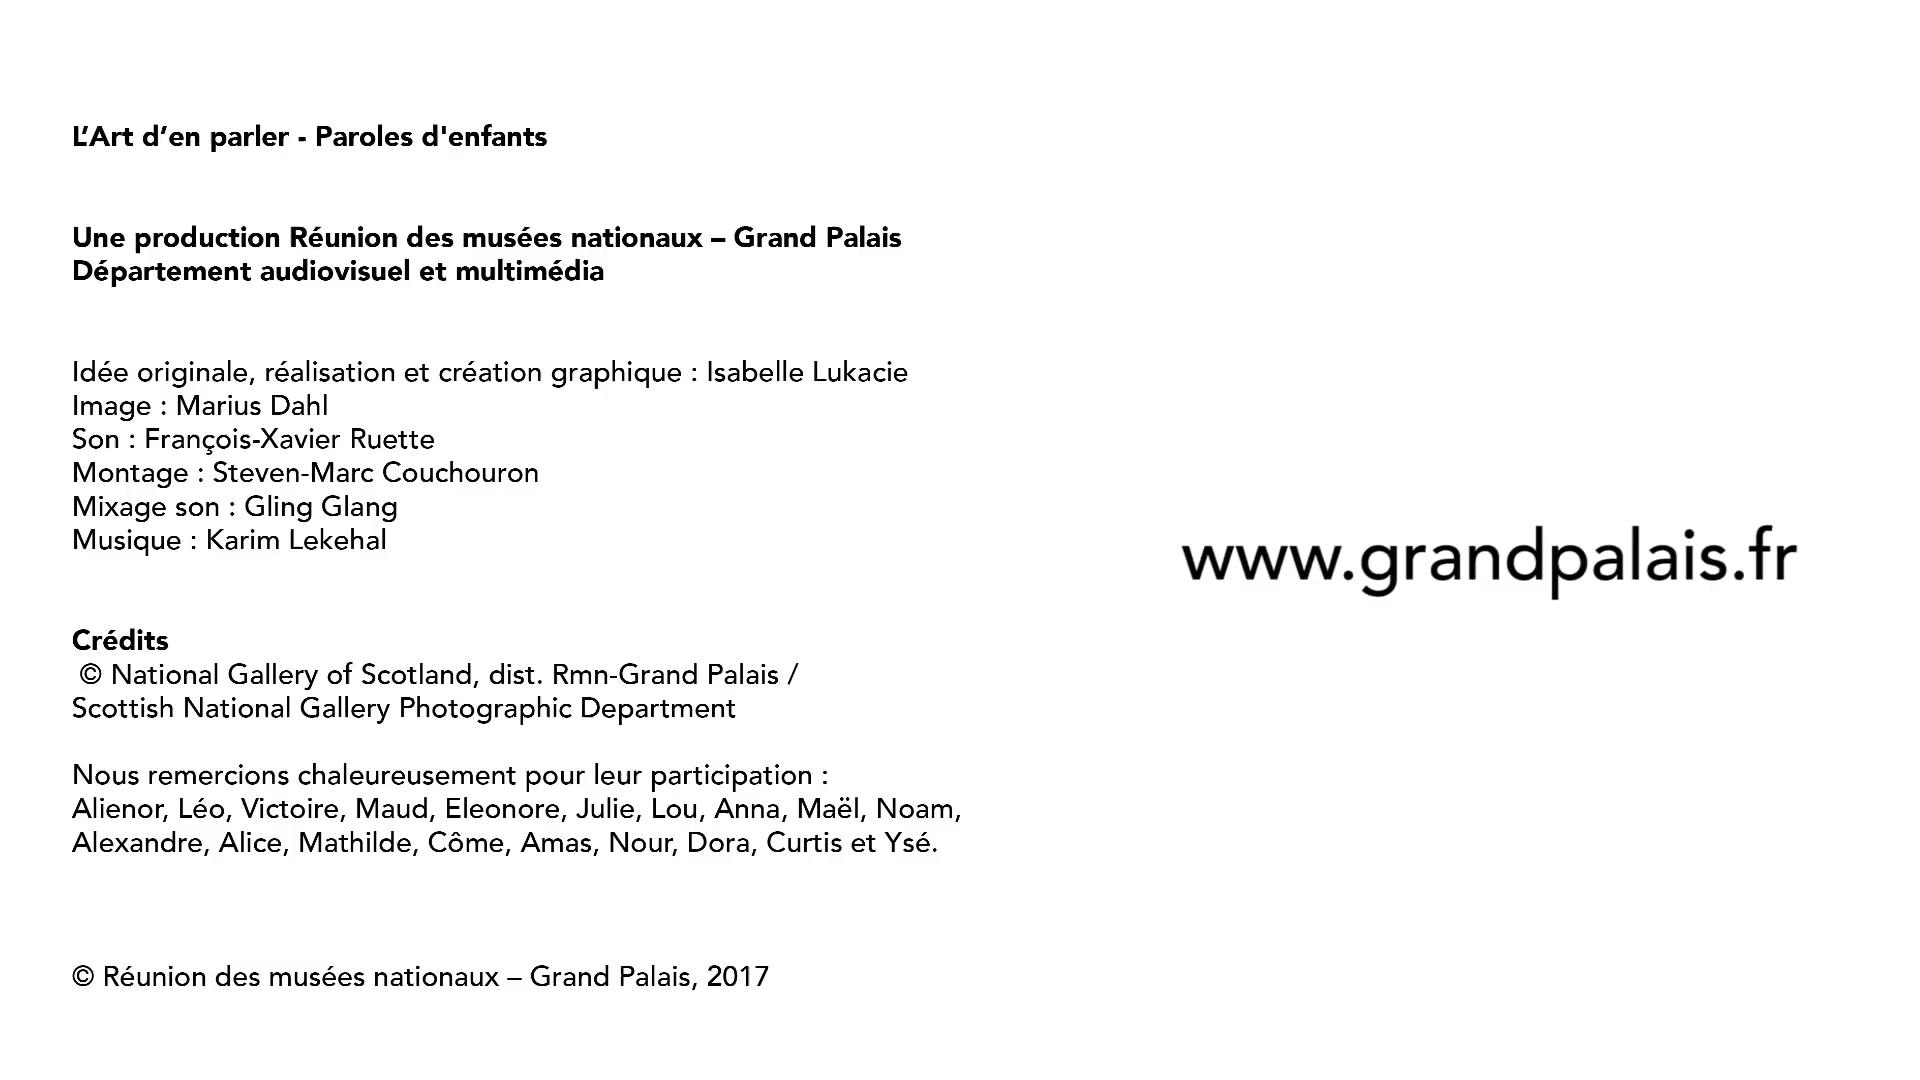 L’Art d’en parler - Paroles d'enfants
Une production Réunion des musées nationaux – Grand Palais
Département audiovisuel et multimédia
Idée originale, réalisation et création graphique : Isabelle Lukacie
Image : Marius Dahl
Son : François-Xavier Ruette
Montage : Steven-Marc Couchouron
Mixage son : Gling Glang
Musique : Karim Lekehal
www.grandpalais.fr
Crédits
© National Gallery of Scotland, dist. Rmn-Grand Palais /
Scottish National Gallery Photographic Department
Nous remercions chaleureusement pour leur participation :
Alienor, Léo, Victoire, Maud, Eleonore, Julie, Lou, Anna, Maël, Noam,
Alexandre, Alice, Mathilde, Côme, Amas, Nour, Dora, Curtis et Ysé.
© Réunion des musées nationaux – Grand Palais, 2017